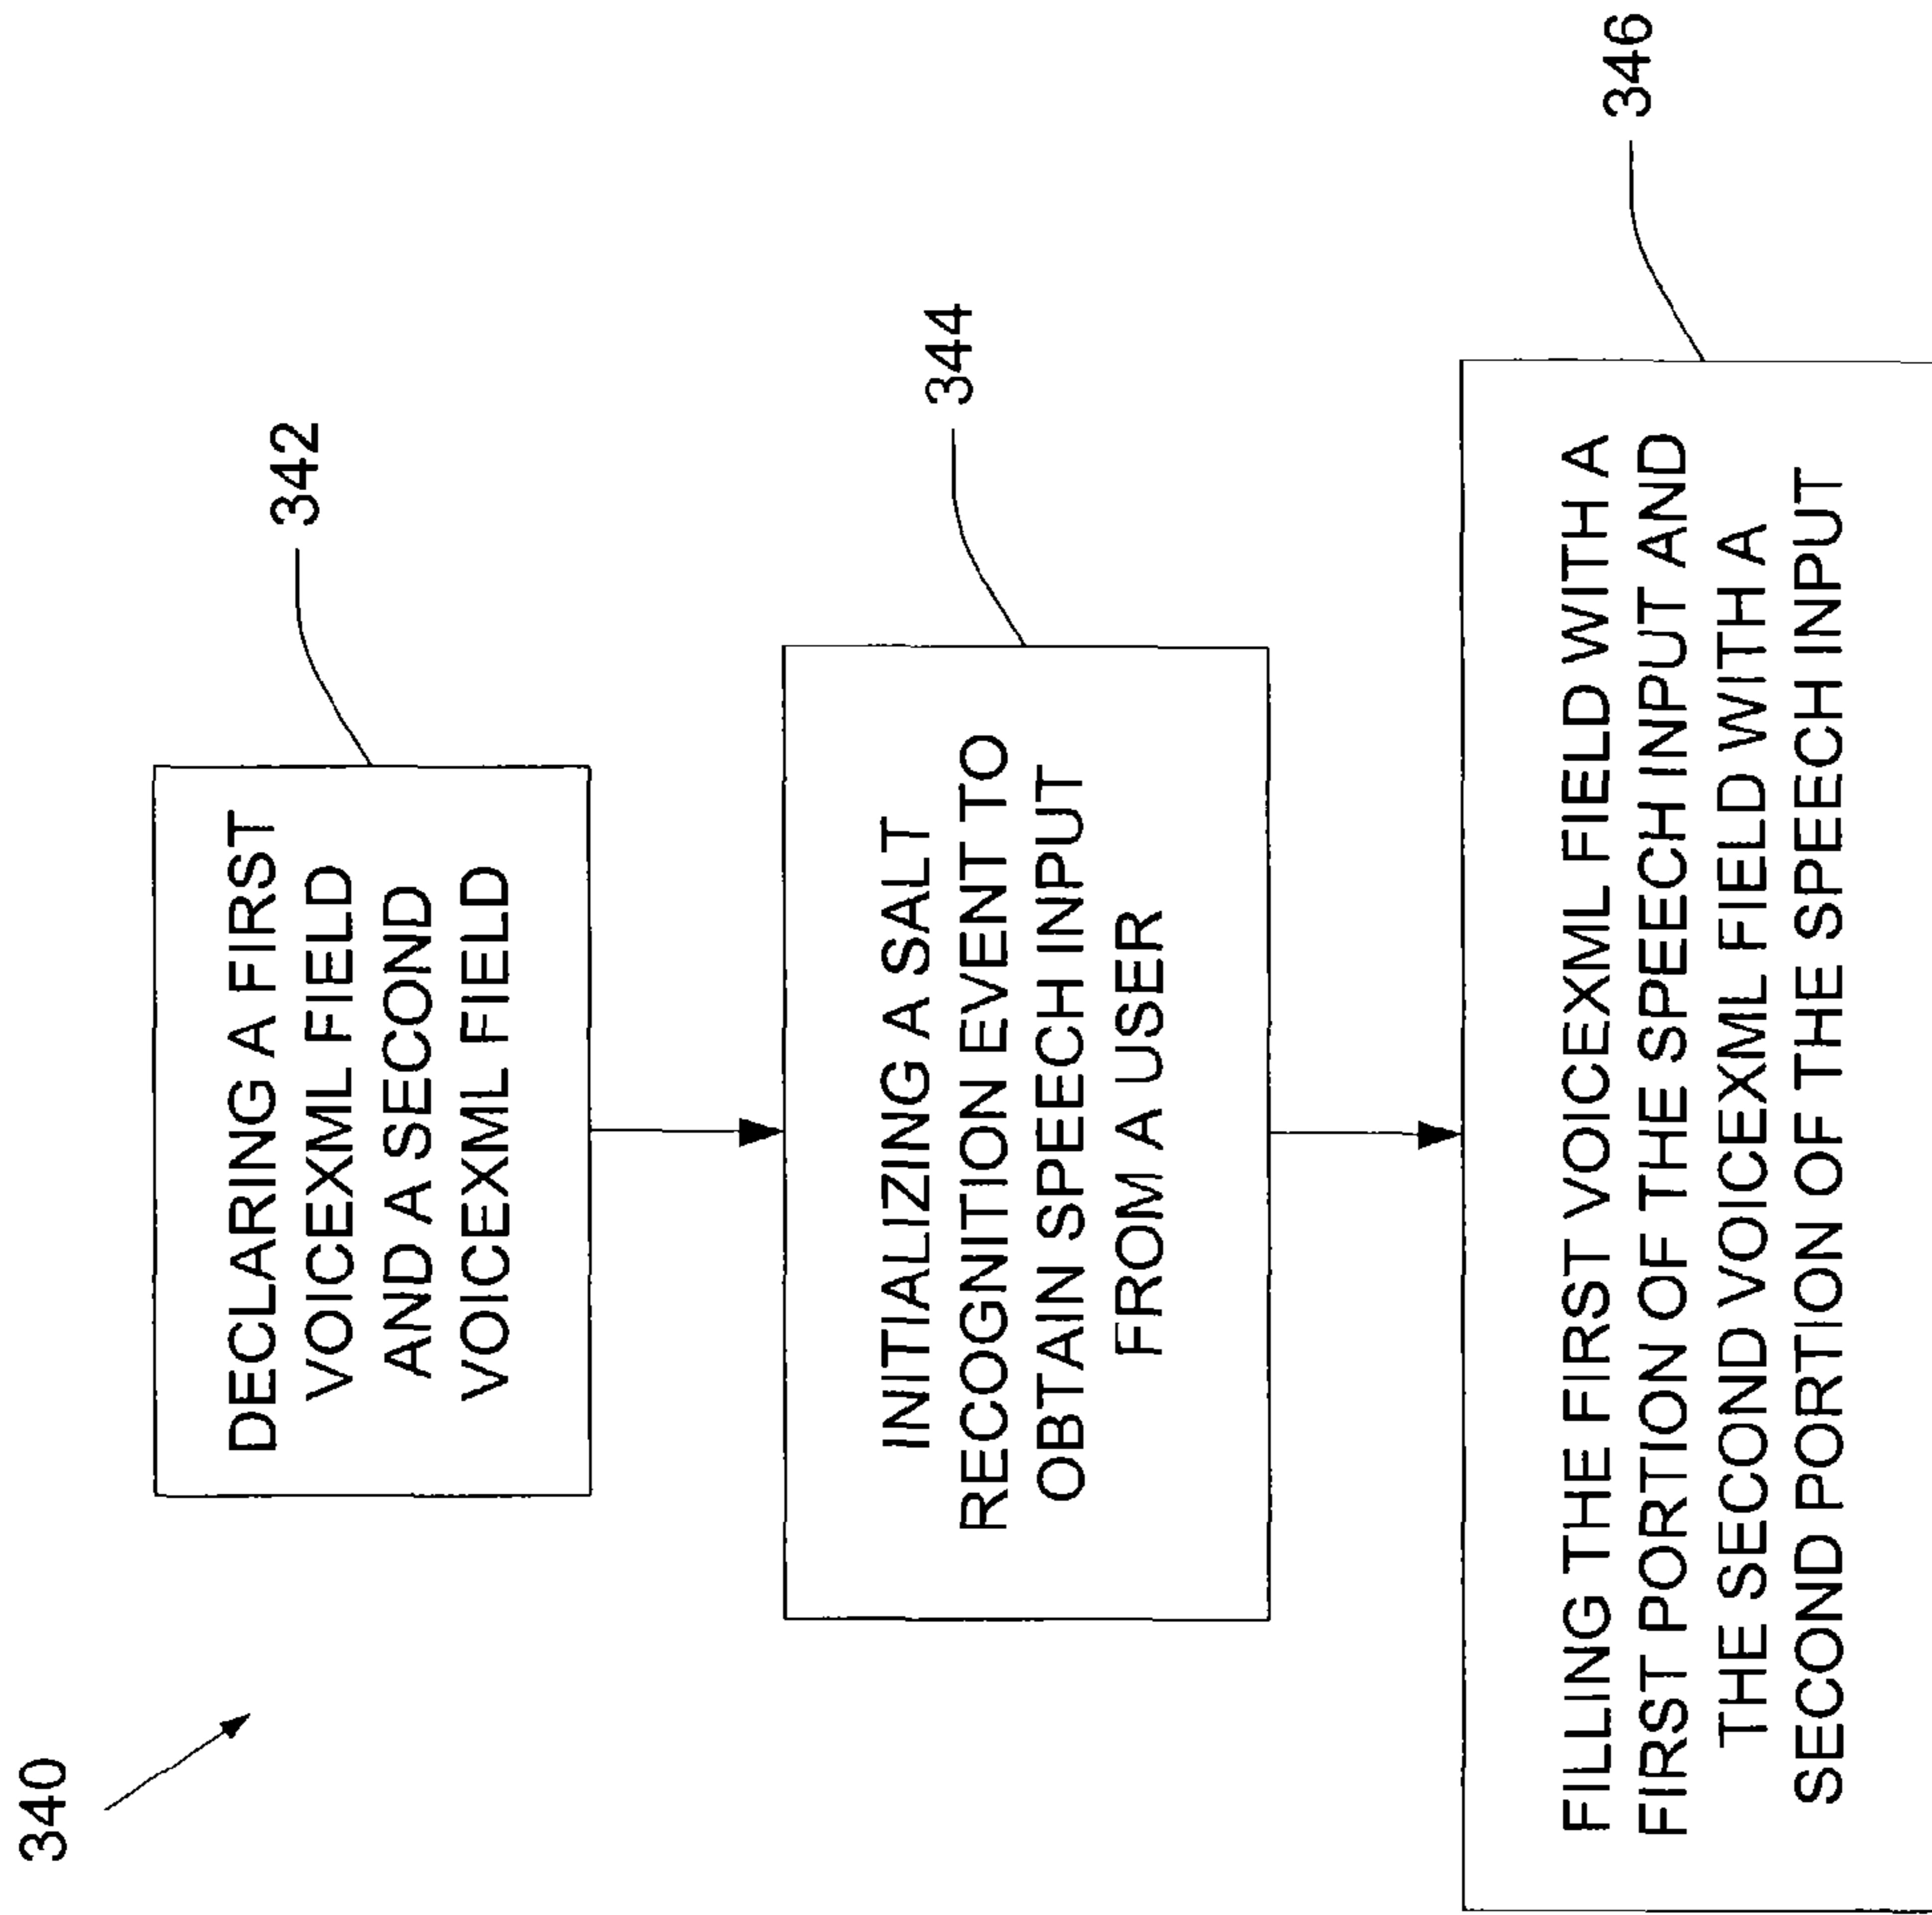 340
DECLARING A FIRST
VOICEXML FIELD
AND A SECOND
VOICEXML FIELD
342
INITIALIZING A SALT
RECOGNITION EVENT TO
OBTAIN SPEECH INPUT
FROM A USER
344
FILLING THE FIRST VOICEXML FIELD WITH A
FIRST PORTION OF THE SPEECH INPUT AND
THE SECOND VOICEXML FIELD WITH A
SECOND PORTION OF THE SPEECH INPUT
346